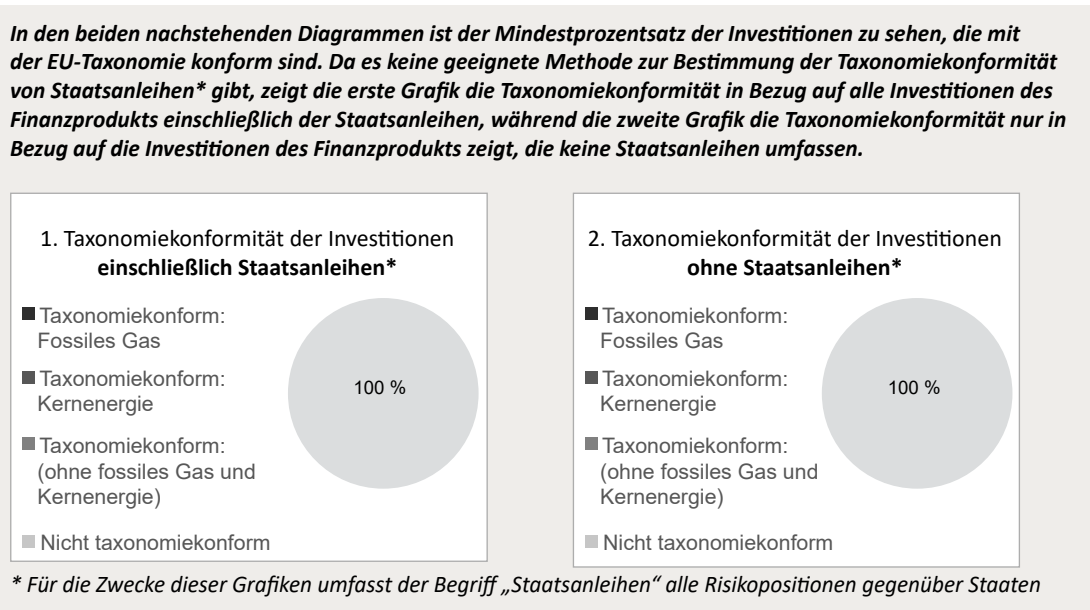 In den beiden nachstehenden Diagrammen ist der Mindestprozentsatz der Investitionen zu sehen, die mit
der EU-Taxonomie konform sind. Da es keine geeignete Methode zur Bestimmung der Taxonomiekonformität
von Staatsanleihen* gibt, zeigt die erste Grafik die Taxonomiekonformität in Bezug auf alle Investitionen des
Finanzprodukts einschließlich der Staatsanleihen, während die zweite Grafik die Taxonomiekonformität nur in
Bezug auf die Investitionen des Finanzprodukts zeigt, die keine Staatsanleihen umfassen.
1. Taxonomiekonformität der Investitionen
einschließlich Staatsanleihen*
Taxonomiekonform:
Fossiles Gas
Taxonomiekonform:
Kernenergie
Taxonomiekonform:
(ohne fossiles Gas und
Kernenergie)
Nicht taxonomiekonform
100 %
2. Taxonomiekonformität der Investitionen
ohne Staatsanleihen*
Taxonomiekonform:
Fossiles Gas
Taxonomiekonform:
Kernenergie
Taxonomiekonform:
(ohne fossiles Gas und
Kernenergie)
Nicht taxonomiekonform
100 %
* Für die Zwecke dieser Grafiken umfasst der Begriff „Staatsanleihen“ alle Risikopositionen gegenüber Staaten